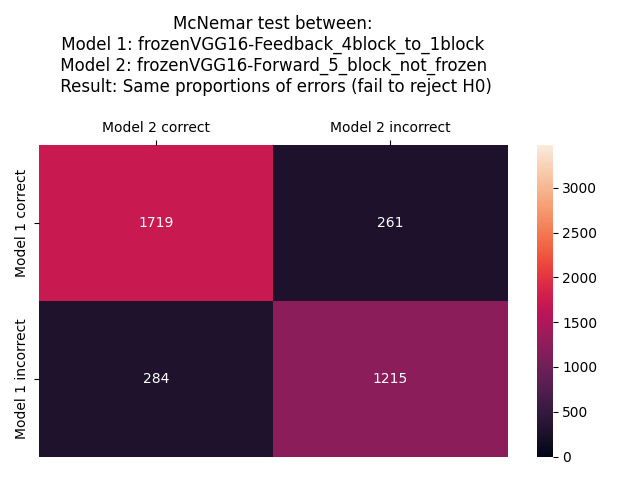 McNemar test between:
Model 1: frozenVGG16-Feedback_4block_to_1block
Model 2: frozenVGG16-Forward_5_block_not_frozen
Result: Same proportions of errors (fail to reject H0)
Model 2 correct
Model 2 incorrect
Model 1 correct
1719
261
Model 1 incorrect
284
1215
3000
2500
2000
1500
1000
500
0